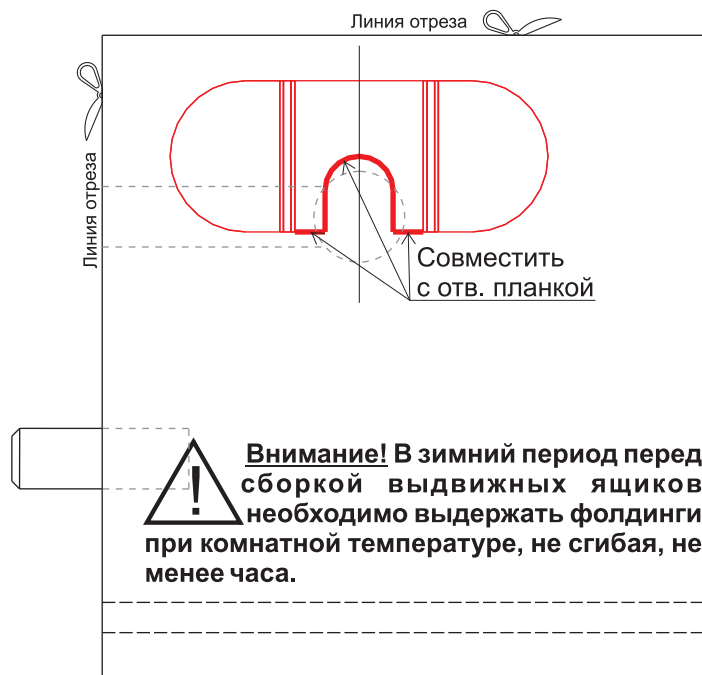 Линия отреза
Линия отреза
Совместить
с отв. планкой
Внимание! В зимний период перед
сборкой выдвижных ящиков
необходимо выдержать фолдинги
при комнатной температуре, не сгибая, не
менее часа.